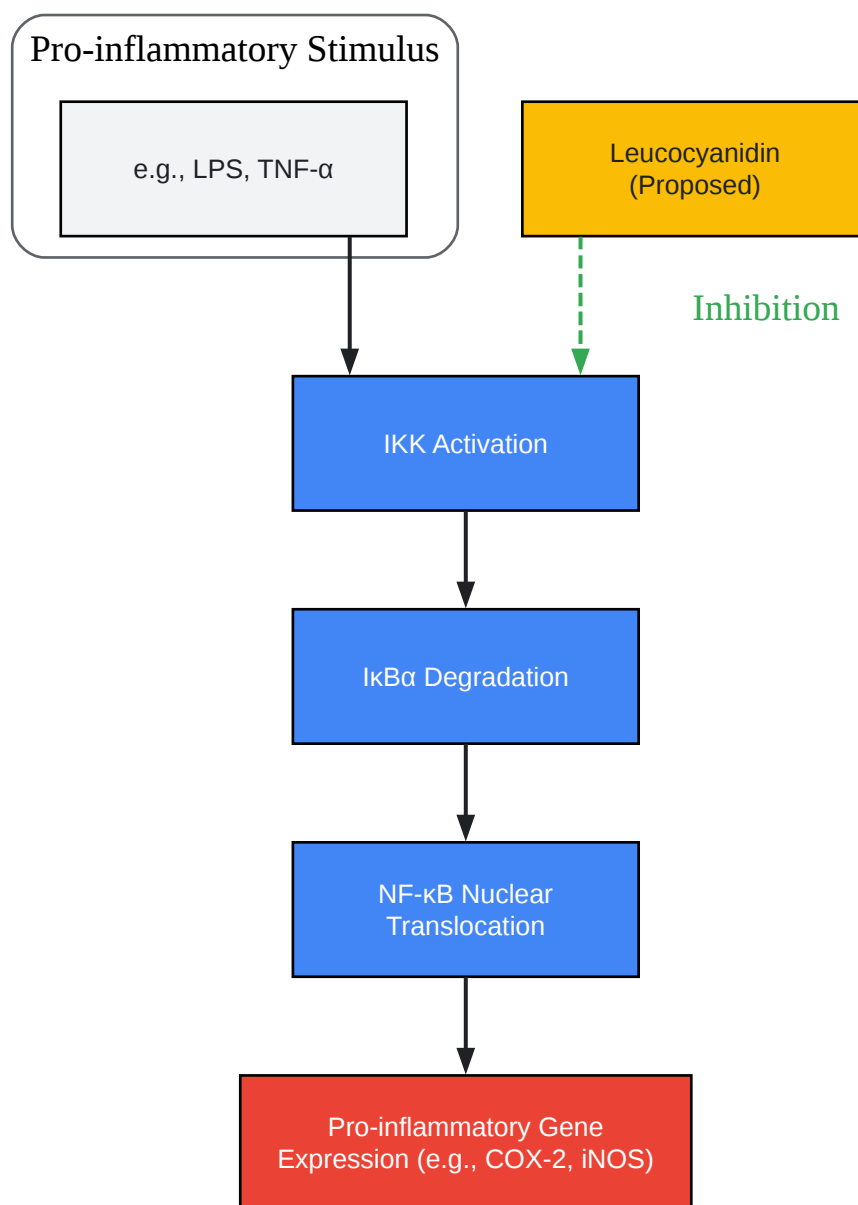 Pro-inflammatory Stimulus
e.g., LPS, TNF-α
Leucocyanidin
(Proposed)
Inhibition
IKK Activation
IκBα Degradation
NF-κB Nuclear
Translocation
Pro-inflammatory Gene
Expression (e.g., COX-2, iNOS)